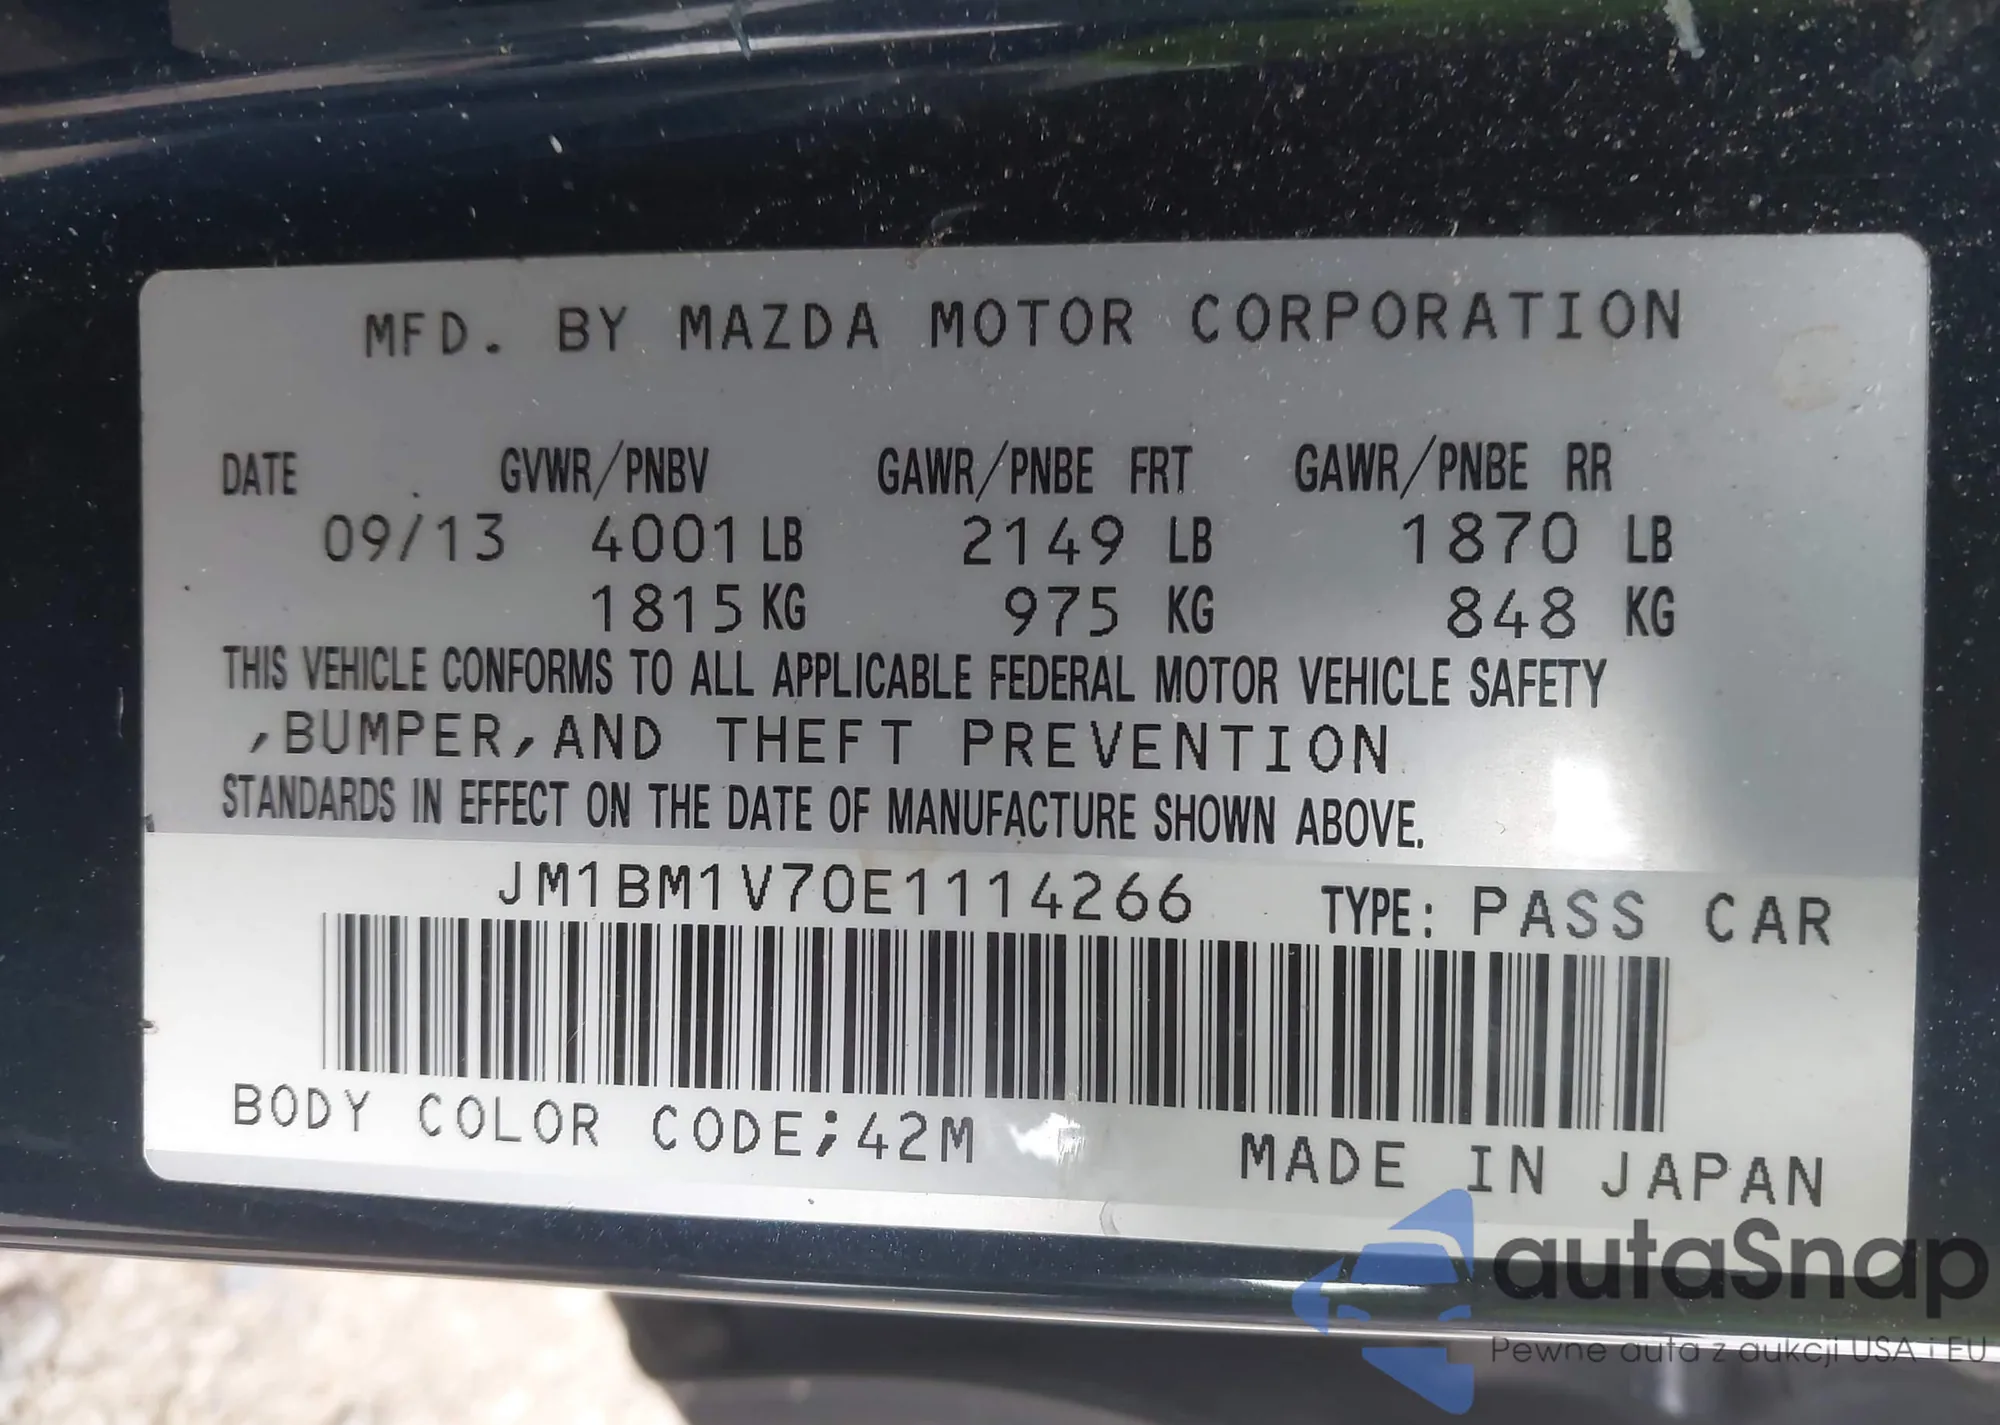 MFD. BY MAZDA MOTOR CORPORATION
DATE GVWR/PNBV GAWR/PNBE FRT GAWR/PNBE RR
09/13 4001 LB 2149 LB 1870 LB
1815 KG 975 KG 848 KG
THIS VEHICLE CONFORMS TO ALL APPLICABLE FEDERAL MOTOR VEHICLE SAFETY
,BUMPER,AND THEFT PREVENTION
STANDARDS IN EFFECT ON THE DATE OF MANUFACTURE SHOWN ABOVE.
JM1BM1V70E1114266 TYPE: PASS CAR
BODY COLOR CODE;42M
MADE IN JAPAN
autaSnap
Pewne auta z aukcji USA i EU